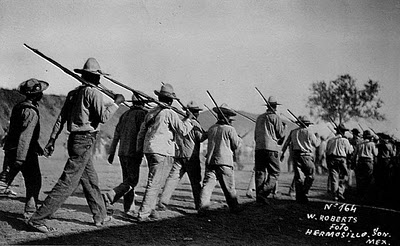 Nº 164
W. ROBERTS
FOTO
HERMOSILLO, SON.
MEX.